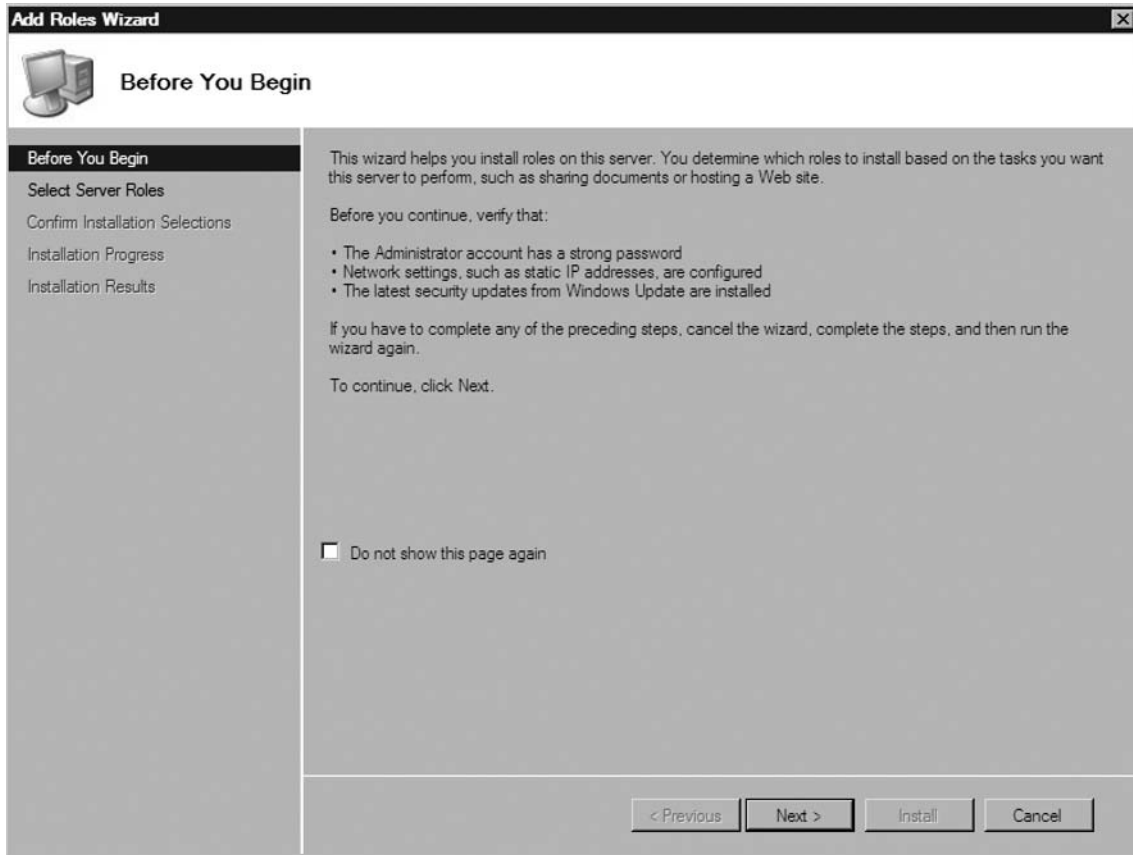 Add Roles Wizard
Before You Begin
Before You Begin
Select Server Roles
Confirm Installation Selections
Installation Progress
Installation Results
This wizard helps you install roles on this server. You determine which roles to install based on the tasks you want
this server to perform, such as sharing documents or hosting a Web site.
Before you continue, verify that:
• The Administrator account has a strong password
• Network settings, such as static IP addresses, are configured
• The latest security updates from Windows Update are installed
If you have to complete any of the preceding steps, cancel the wizard, complete the steps, and then run the
wizard again.
To continue, click Next.
Do not show this page again
< Previous
Next >
Install
Cancel